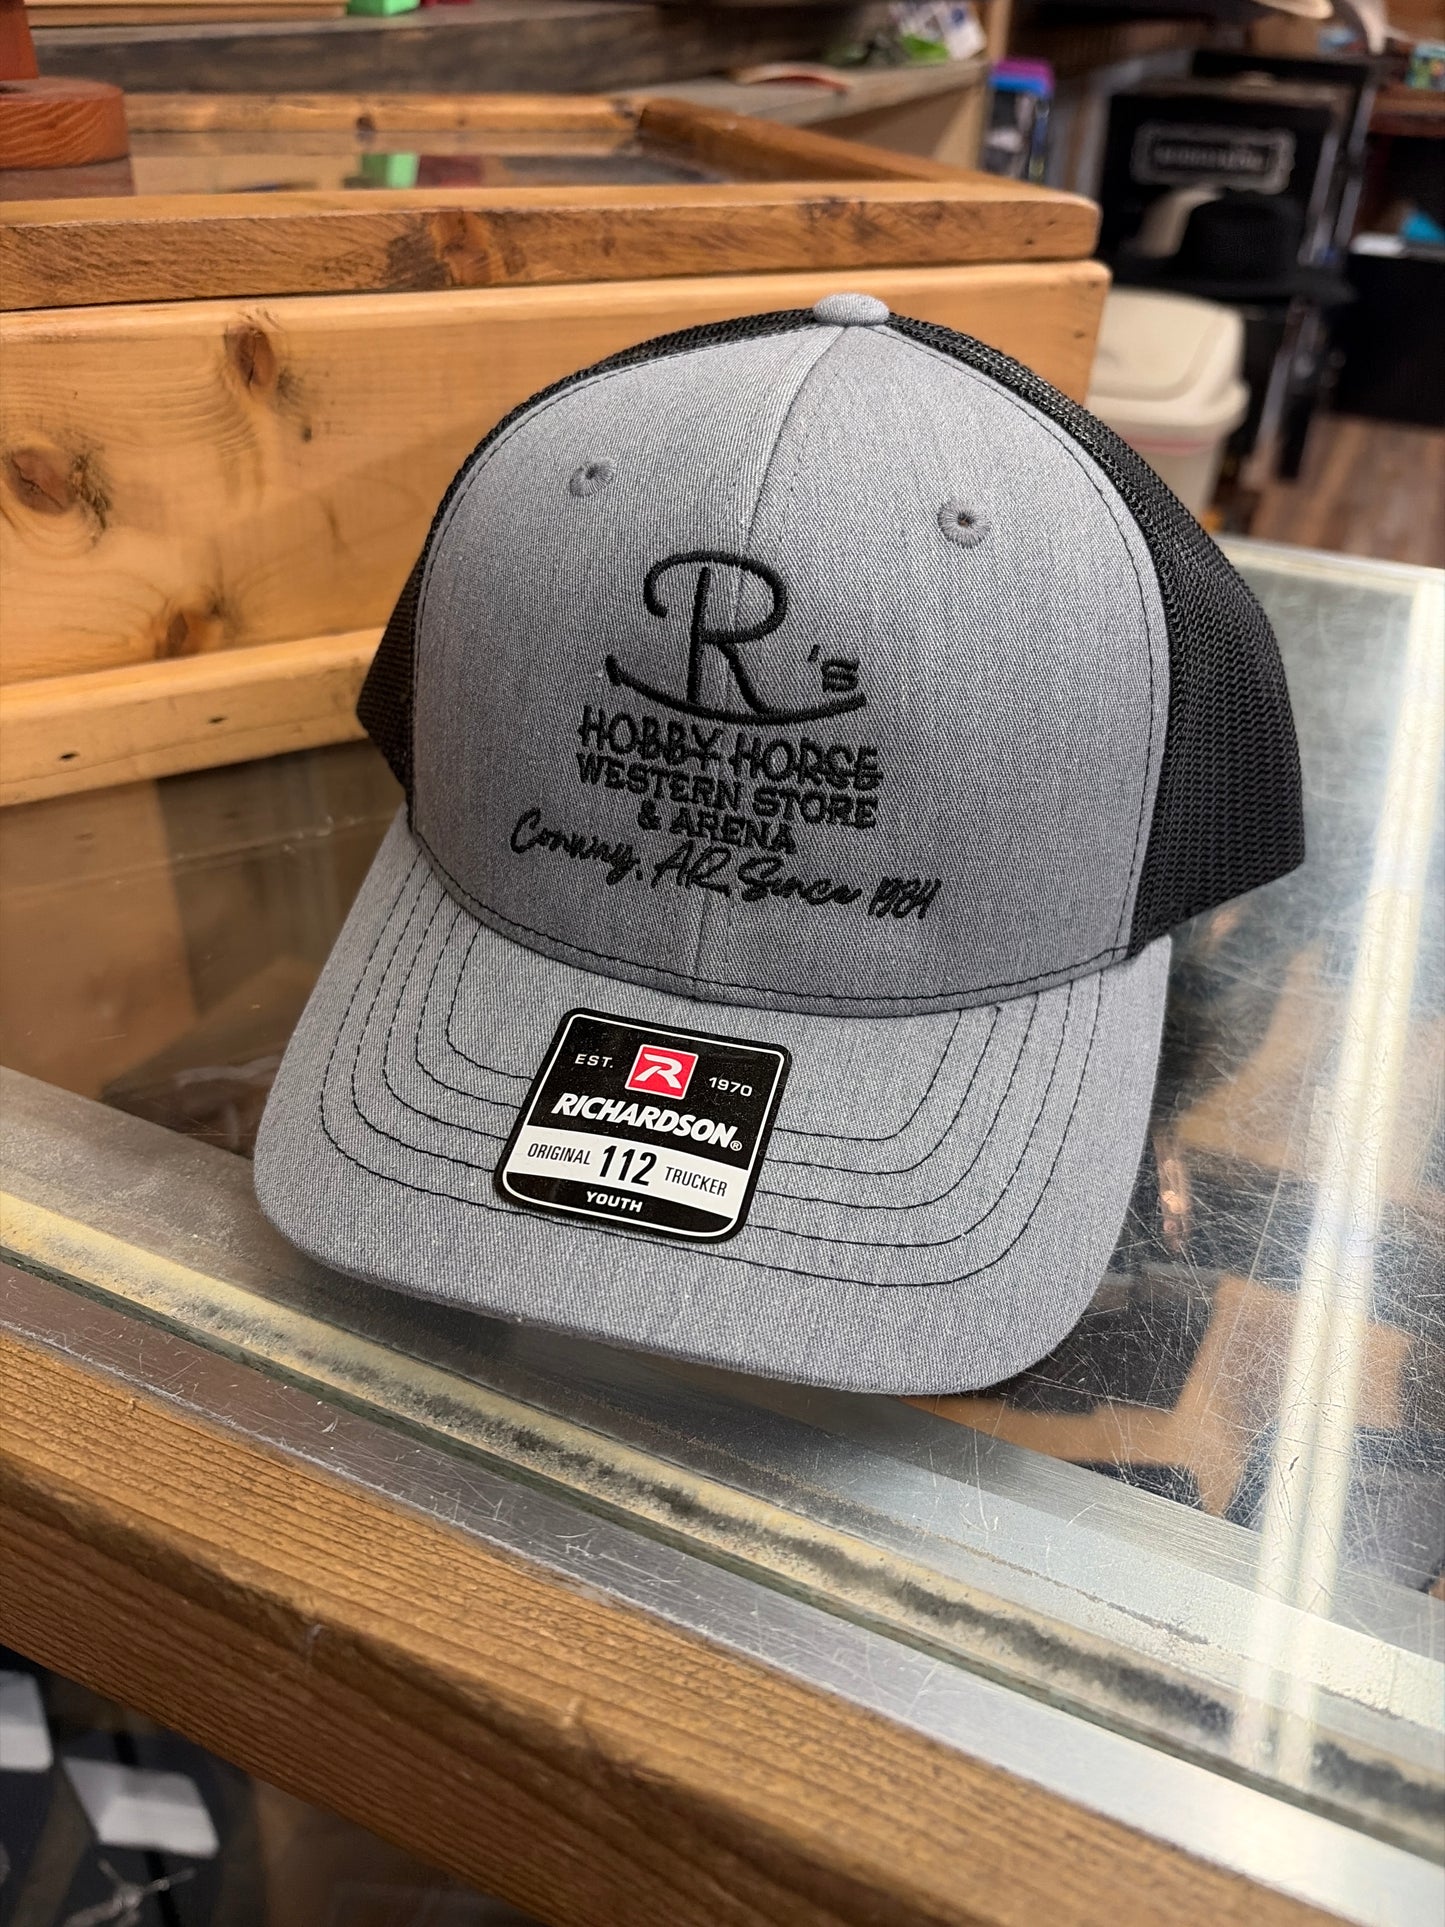 R's
HOBBY HORSE
WESTERN STORE
& ARENA
Conway, AR Since 1984
EST. R 1970
RICHARDSON®
ORIGINAL 112 TRUCKER
YOUTH